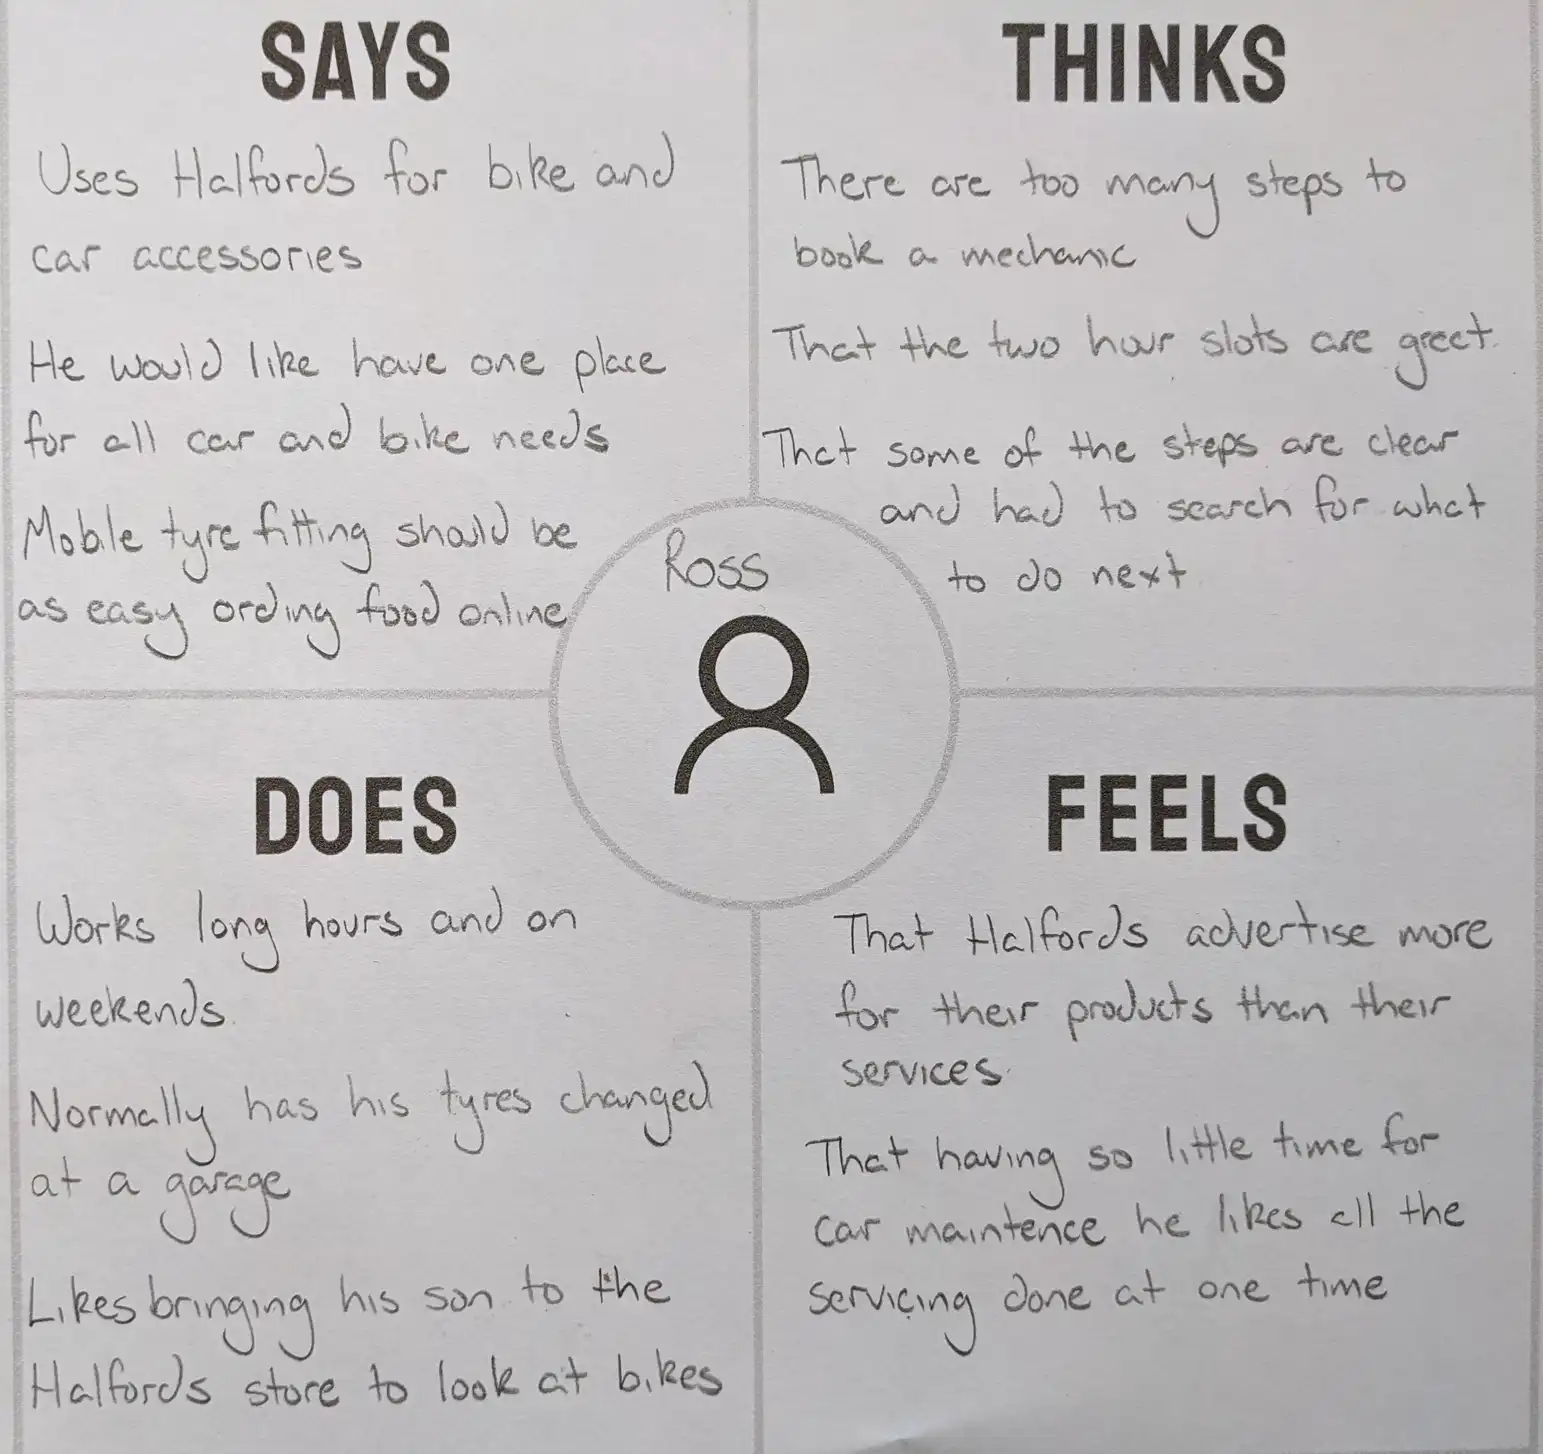 SAYS
Uses Halfords for bike and
car accessories
He would like have one place
for all car and bike needs
Mobile tyre fitting should be
as easy ording food online
THINKS
There are too many steps to
book a mechanic
That the two hour slots are great.
That some of the steps are clear
and had to search for what
to do next
Ross
DOES
Works long hours and on
weekends.
Normally has his tyres changed
at a garage
Likes bringing his son to the
Halfords store to look at bikes
FEELS
That Halfords advertise more
for their products than their
services.
That having so little time for
car maintence he likes all the
servicing done at one time